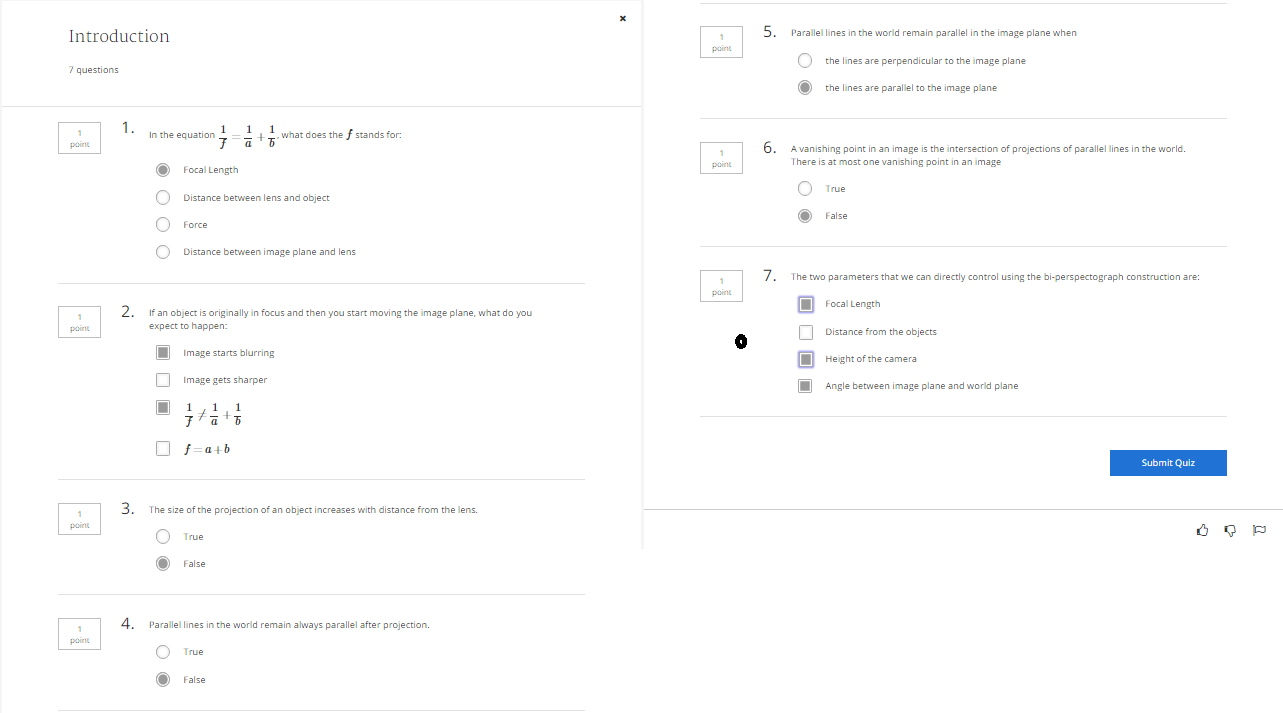 Introduction
×
7 questions
1
point
1.
In the equation 1/f = 1/a + 1/b, what does the f stands for:
Focal Length
Distance between lens and object
Force
Distance between image plane and lens
1
point
2.
If an object is originally in focus and then you start moving the image plane, what do you
expect to happen:
Image starts blurring
Image gets sharper
1/f ≠ 1/a + 1/b
f = a + b
1
point
3.
The size of the projection of an object increases with distance from the lens.
True
False
1
point
4.
Parallel lines in the world remain always parallel after projection.
True
False
1
point
5.
Parallel lines in the world remain parallel in the image plane when
the lines are perpendicular to the image plane
the lines are parallel to the image plane
1
point
6.
A vanishing point in an image is the intersection of projections of parallel lines in the world.
There is at most one vanishing point in an image
True
False
1
point
7.
The two parameters that we can directly control using the bi-perspectograph construction are:
Focal Length
Distance from the objects
Height of the camera
Angle between image plane and world plane
Submit Quiz